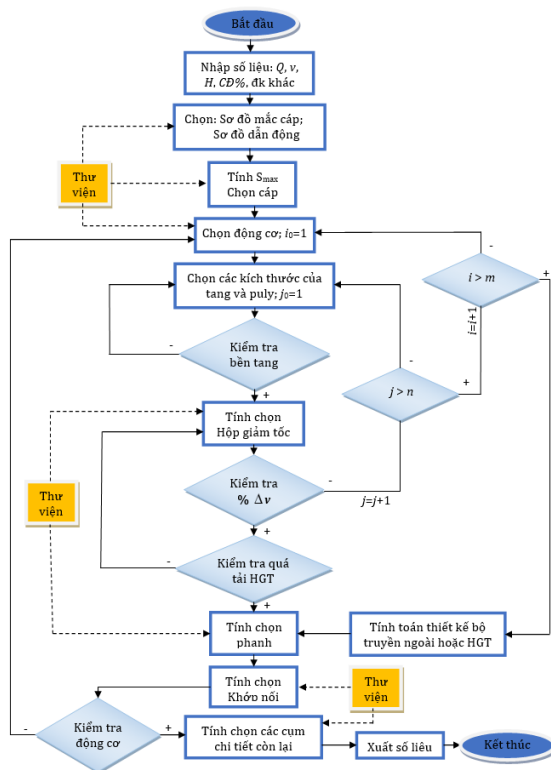 Bắt đầu
Nhập số liệu: Q, v,
H, CĐ%, đk khác
Chọn: Sơ đồ mắc cáp;
Sơ đồ dẫn động
Thư
viện
Tính Smax
Chọn cáp
Chọn động cơ; i0=1
-
+
i > m
Chọn các kích thước của
tang và puly; j0=1
i=i+1
Kiểm tra
bền tang
-
+
-
j > n
+
Tính chọn
Hộp giảm tốc
Thư
viện
Kiểm tra
% Δv
-
j=j+1
+
Kiểm tra quá
tải HGT
-
+
Tính chọn
phanh
Tính toán thiết kế bộ
truyền ngoài hoặc HGT
Tính chọn
Khớp nối
Thư
viện
-
Kiểm tra
động cơ
+
Tính chọn các cụm
chi tiết còn lại
Xuất số liêu
Kết thúc